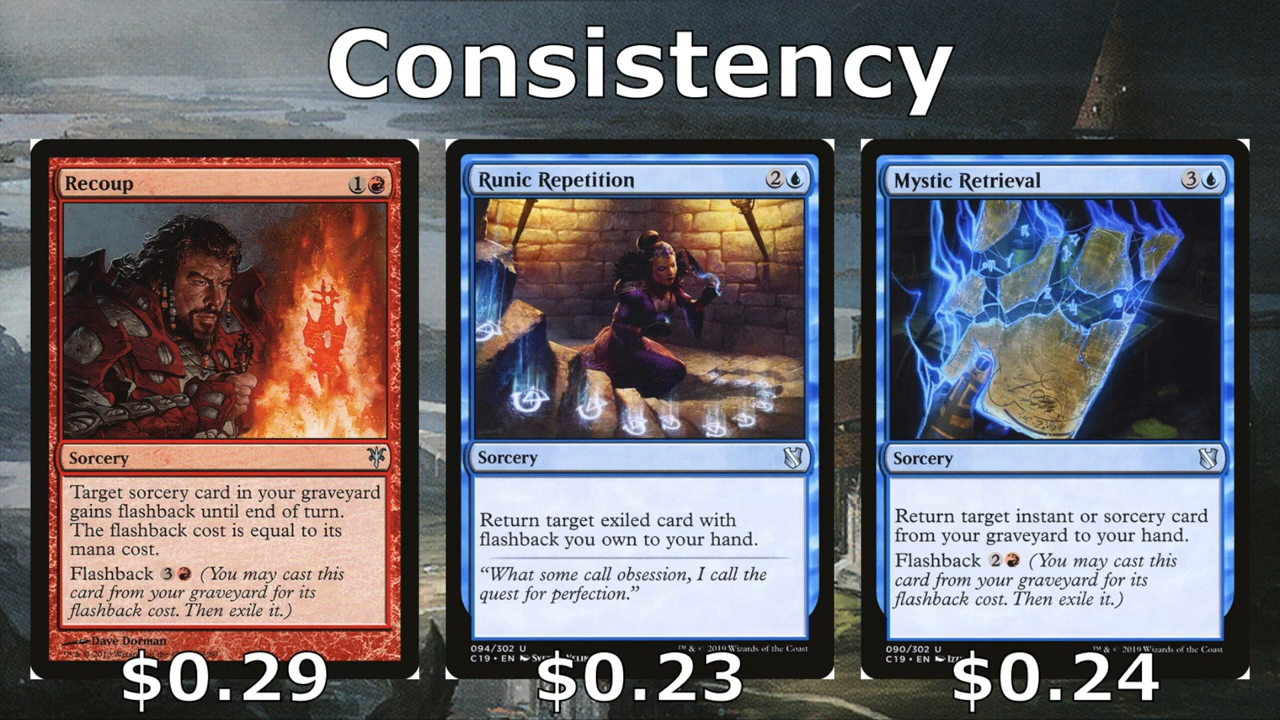 Consistency
Recoup
1
Sorcery
Target sorcery card in your graveyard
gains flashback until end of turn.
The flashback cost is equal to its
mana cost.
Flashback 3 (You may cast this
card from your graveyard for its
flashback cost. Then exile it.)
Dave Dorman
$0.29
Runic Repetition
2
Sorcery
Return target exiled card with
flashback you own to your hand.
“What some call obsession, I call the
quest for perfection.”
094/302 U
C19 • EN
™ & © 2019 Wizards of the Coast
$0.23
Mystic Retrieval
3
Sorcery
Return target instant or sorcery card
from your graveyard to your hand.
Flashback 2 (You may cast this
card from your graveyard for its
flashback cost. Then exile it.)
090/302 U
C19 • EN
™ & © 2019 Wizards of the Coast
$0.24